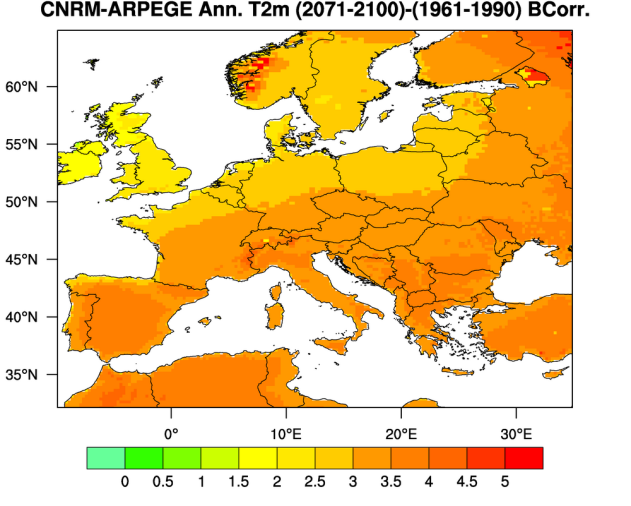 CNRM-ARPEGE Ann. T2m (2071-2100)-(1961-1990) BCorr.
60°N
55°N
50°N
45°N
40°N
35°N
0° 10°E 20°E 30°E
0 0.5 1 1.5 2 2.5 3 3.5 4 4.5 5